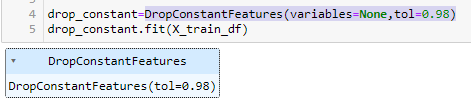 4 drop_constant=DropConstantFeatures(variables=None,tol=0.98)
5 drop_constant.fit(X_train_df)
▾ DropConstantFeatures
DropConstantFeatures(tol=0.98)